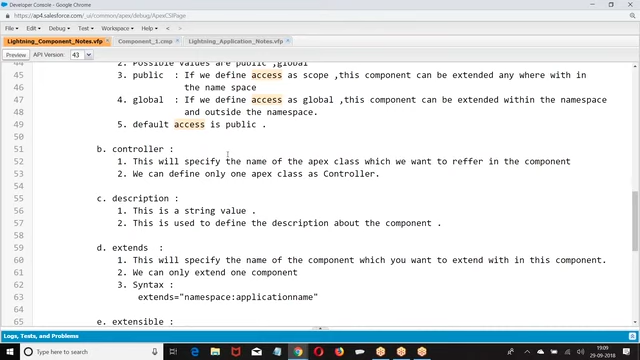 Developer Console - Google Chrome
https://ap4.salesforce.com/_ui/common/apex/debug/ApexCSIPage
File Edit Debug Test Workspace Help < >
Lightning_Component_Notes.vfp Component_1.cmp Lightning_Application_Notes.vfp
Preview API Version: 43
44 2. Possible values are public ,global
45 3. public : If we define access as scope ,this component can be extended any where with in
46 the name space
47 4. global : If we define access as global ,this component can be extended within the namespace
48 and outside the namespace.
49 5. default access is public .
50
51 b. controller :
52 1. This will specify the name of the apex class which we want to reffer in the component
53 2. We can define only one apex class as Controller.
54
55 c. description :
56 1. This is a string value .
57 2. This is used to define the description about the component .
59
60 d. extends :
61 1. This will specify the name of the component which you want to extend with in this component.
61 2. We can only extend one component
62 3. Syntax :
63 extends="namespace:applicationname"
64
65 e. extensible :
Logs, Tests, and Problems
Type here to search
19:09
29-09-2018